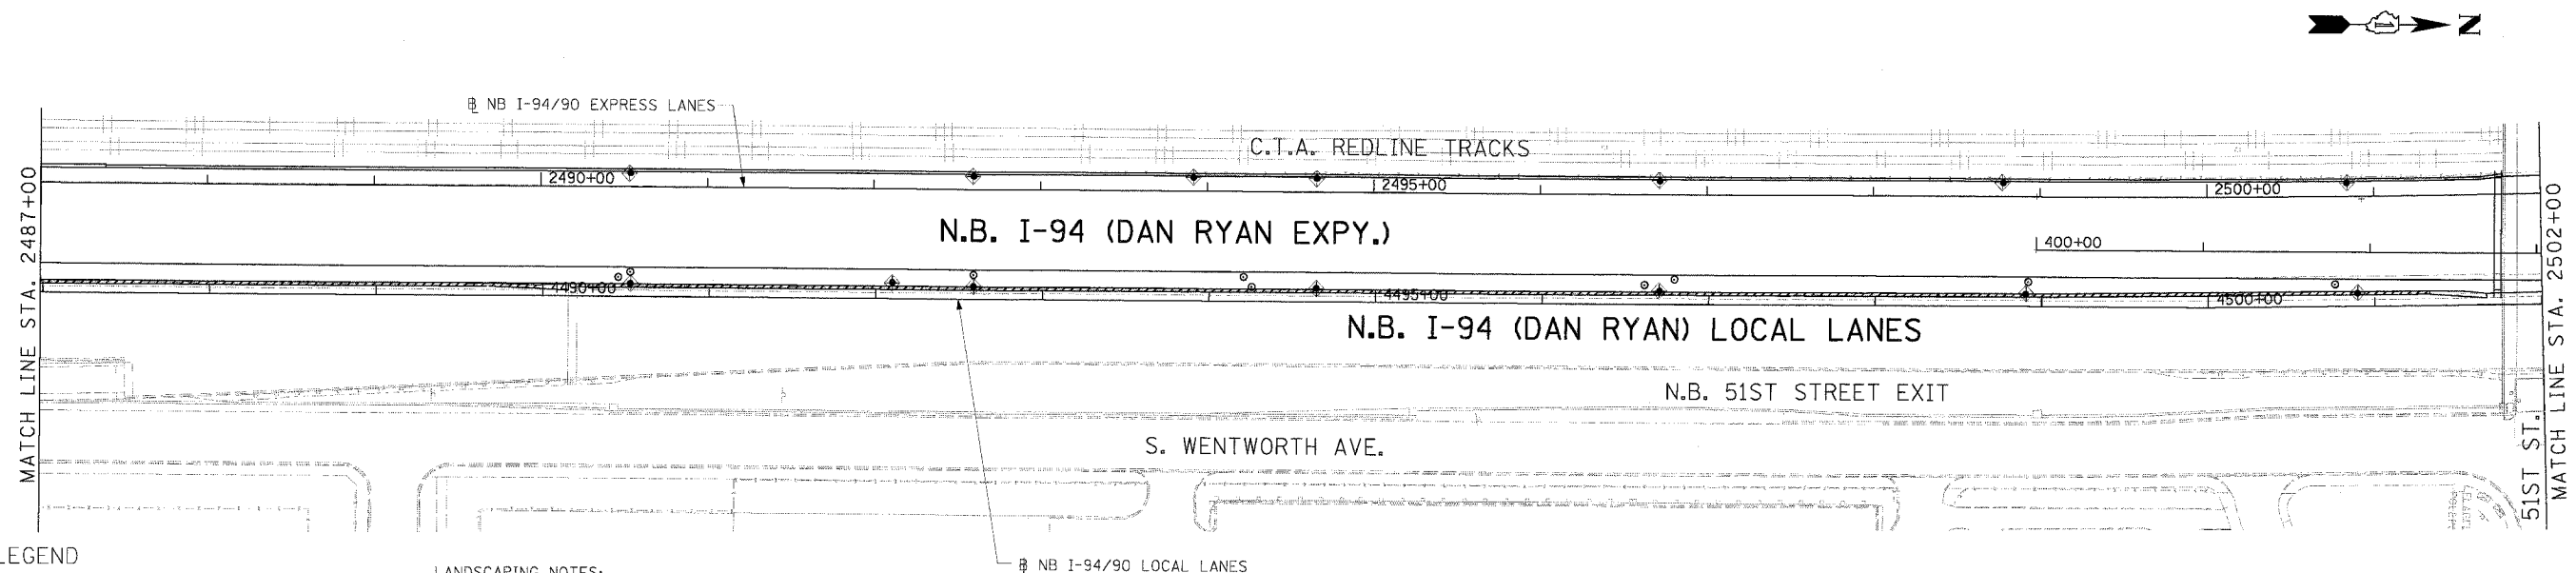 N
℄ NB I-94/90 EXPRESS LANES
C.T.A. REDLINE TRACKS
2490+00
2495+00
2500+00
N.B. I-94 (DAN RYAN EXPY.)
400+00
4490+00
4495+00
4500+00
N.B. I-94 (DAN RYAN) LOCAL LANES
N.B. 51ST STREET EXIT
S. WENTWORTH AVE.
MATCH LINE STA. 2487+00
51ST ST.
MATCH LINE STA. 2502+00
LEGEND
LANDSCAPING NOTES:
℄ NB I-94/90 LOCAL LANES